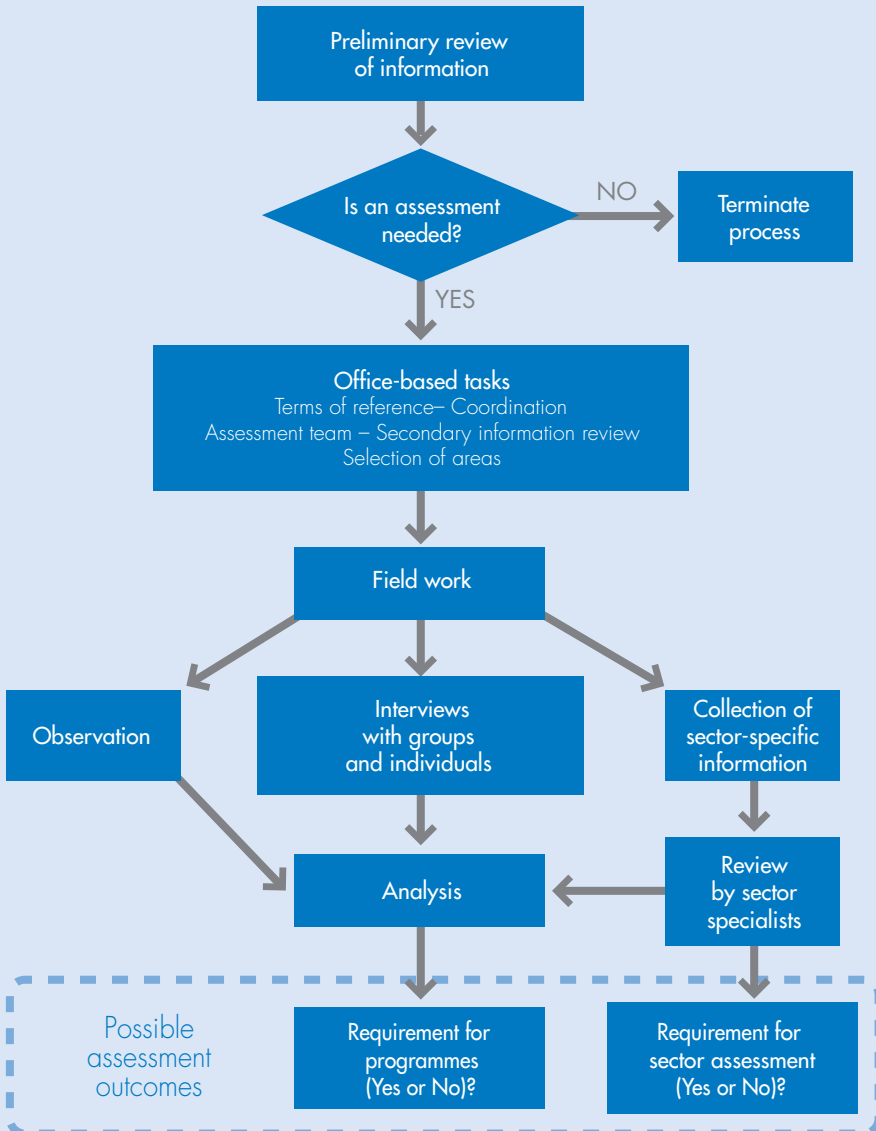 Preliminary review
of information
Is an assessment
needed?
NO
Terminate
process
YES
Office-based tasks
Terms of reference– Coordination
Assessment team – Secondary information review
Selection of areas
Field work
Observation
Interviews
with groups
and individuals
Collection of
sector-specific
information
Analysis
Review
by sector
specialists
Possible
assessment
outcomes
Requirement for
programmes
(Yes or No)?
Requirement for
sector assessment
(Yes or No)?